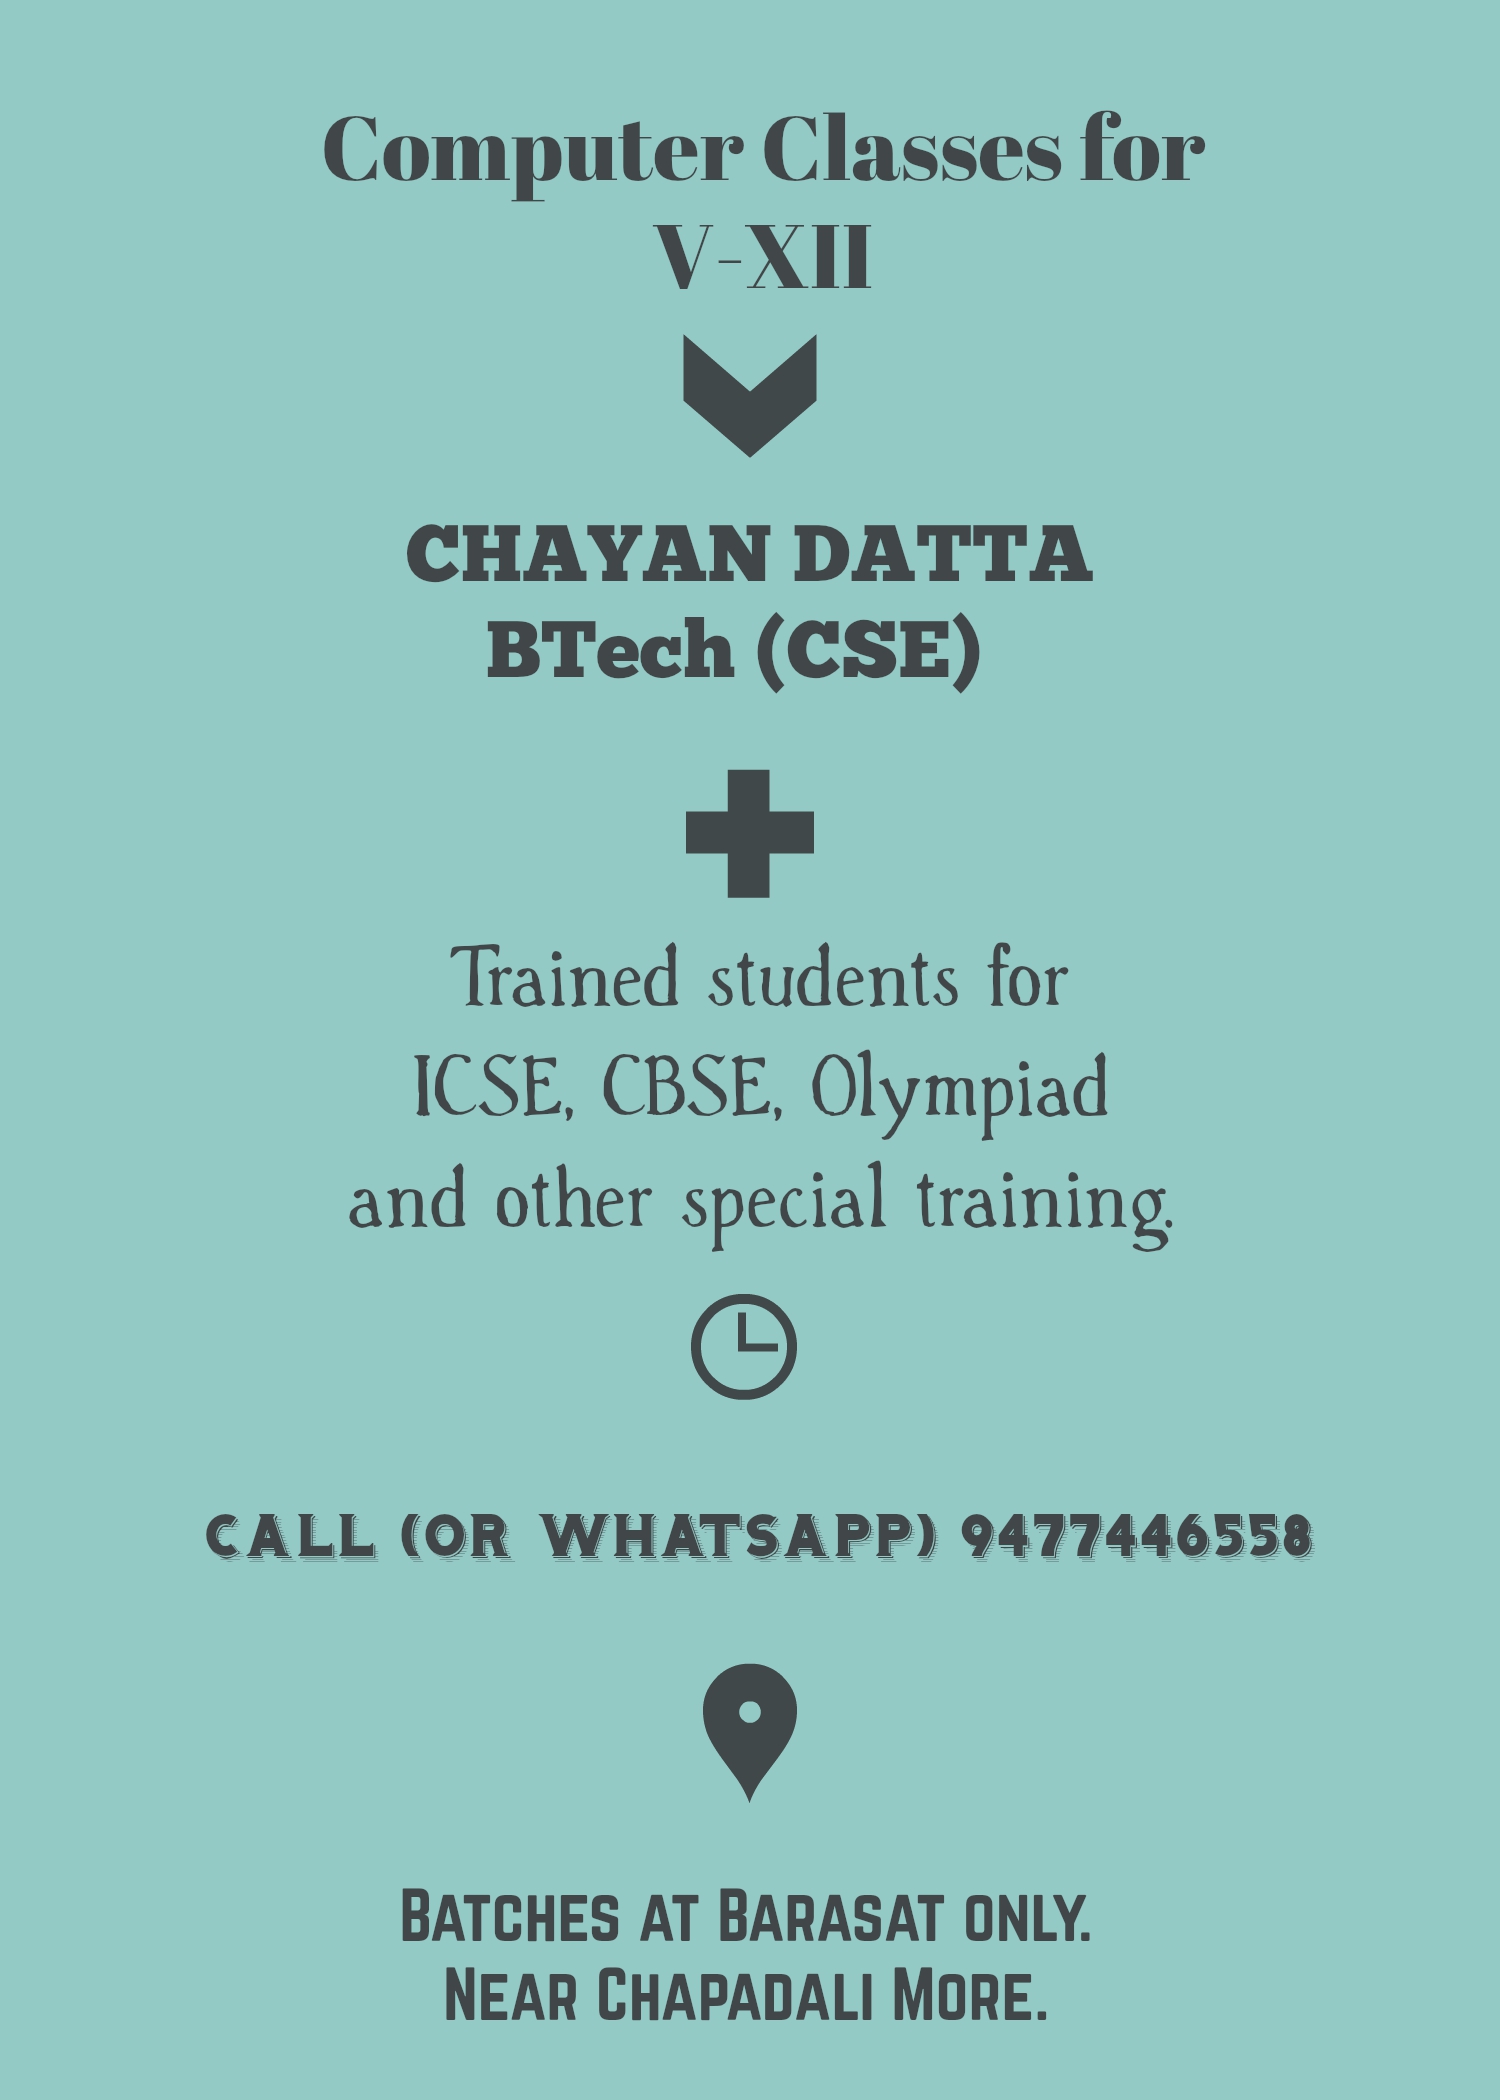 Computer Classes for
V-XII
CHAYAN DATTA
BTech (CSE)
Trained students for
ICSE, CBSE, Olympiad
and other special training.
CALL (OR WHATSAPP) 9477446558
BATCHES AT BARASAT ONLY.
NEAR CHAPADALI MORE.